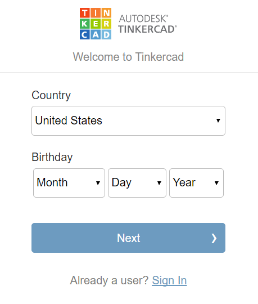 TIN
KER
CAD
AUTODESK®
TINKERCAD®
Welcome to Tinkercad
Country
United States
Birthday
Month Day Year
Next
Already a user? Sign In